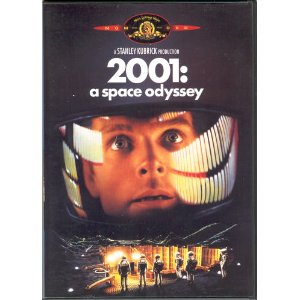 A STANLEY KUBRICK PRODUCTION
2001:
a space odyssey